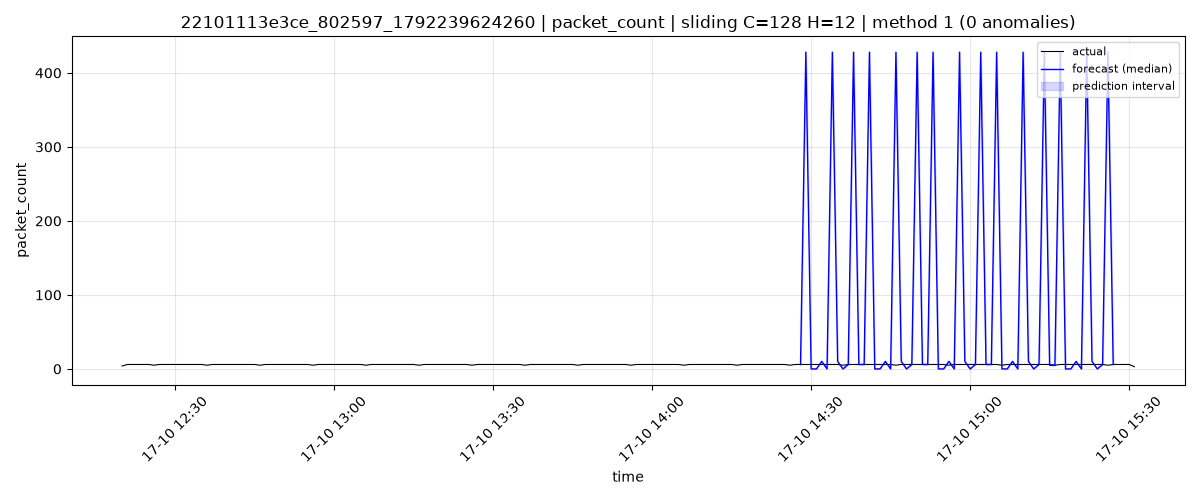 22101113e3ce_802597_1792239624260 | packet_count | sliding C=128 H=12 | method 1 (0 anomalies)
actual
forecast (median)
prediction interval
packet_count
400
300
200
100
0
17-10 12:30
17-10 13:00
17-10 13:30
17-10 14:00
17-10 14:30
17-10 15:00
17-10 15:30
time